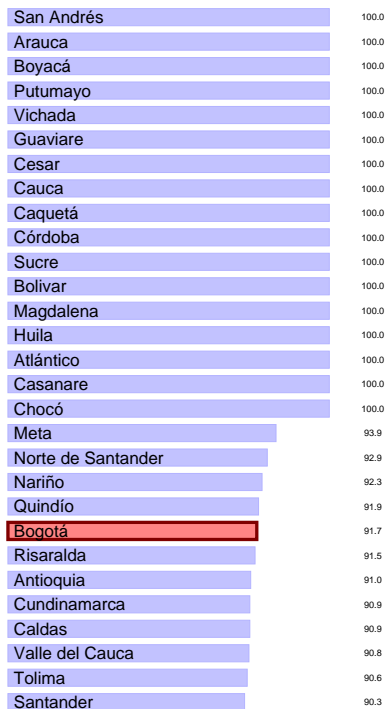 San Andrés 100.0
Arauca 100.0
Boyacá 100.0
Putumayo 100.0
Vichada 100.0
Guaviare 100.0
Cesar 100.0
Cauca 100.0
Caquetá 100.0
Córdoba 100.0
Sucre 100.0
Bolivar 100.0
Magdalena 100.0
Huila 100.0
Atlántico 100.0
Casanare 100.0
Chocó 100.0
Meta 93.9
Norte de Santander 92.9
Nariño 92.3
Quindío 91.9
Bogotá 91.7
Risaralda 91.5
Antioquia 91.0
Cundinamarca 90.9
Caldas 90.9
Valle del Cauca 90.8
Tolima 90.6
Santander 90.3